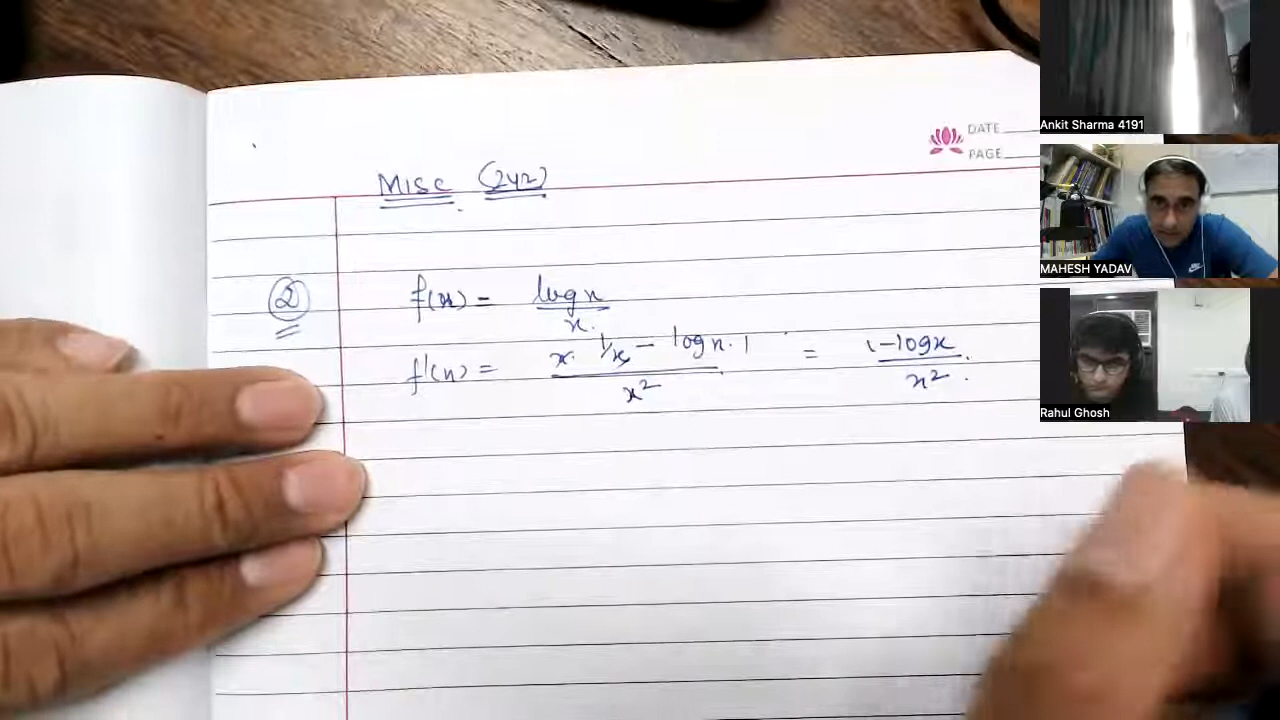 DATE
PAGE
Misc (242)
2
f(x) = log x / x.
f'(x) = x. 1/x - log x. 1 / x² = 1-log x / x².
Ankit Sharma 4191
MAHESH YADAV
Rahul Ghosh